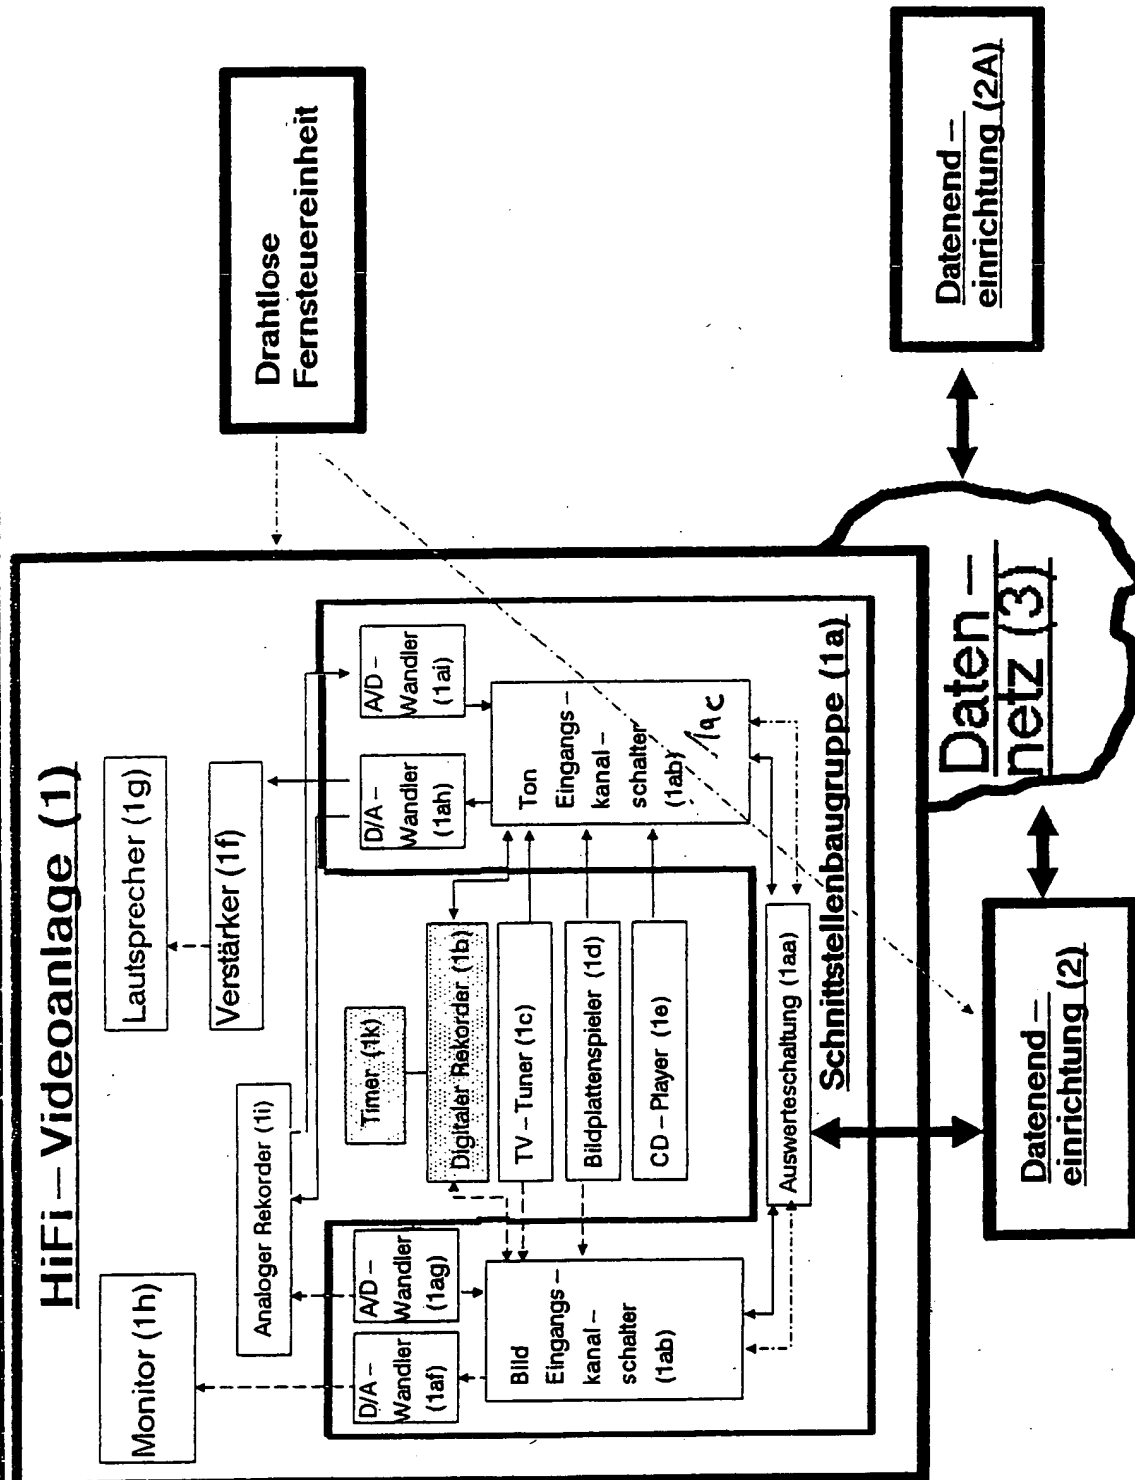 HiFi – Videoanlage (1)
Monitor (1h)
Lautsprecher (1g)
Verstärker (1f)
Analoger Rekorder (1i)
D/A –
Wandler
(1af)
A/D –
Wandler
(1ag)
Timer (1k)
Digitaler Rekorder (1b)
TV – Tuner (1c)
Bildplattenspieler (1d)
CD – Player (1e)
D/A –
Wandler
(1ah)
A/D –
Wandler
(1ai)
Bild
Eingangs –
kanal –
schalter
(1ab)
Ton
Eingangs –
kanal –
schalter
(1ab)
1ac
Auswerteschaltung (1aa)
Schnittstellenbaugruppe (1a)
Drahtlose
Fernsteuereinheit
Datenend –
einrichtung (2)
Daten –
netz (3)
Datenend –
einrichtung (2A)